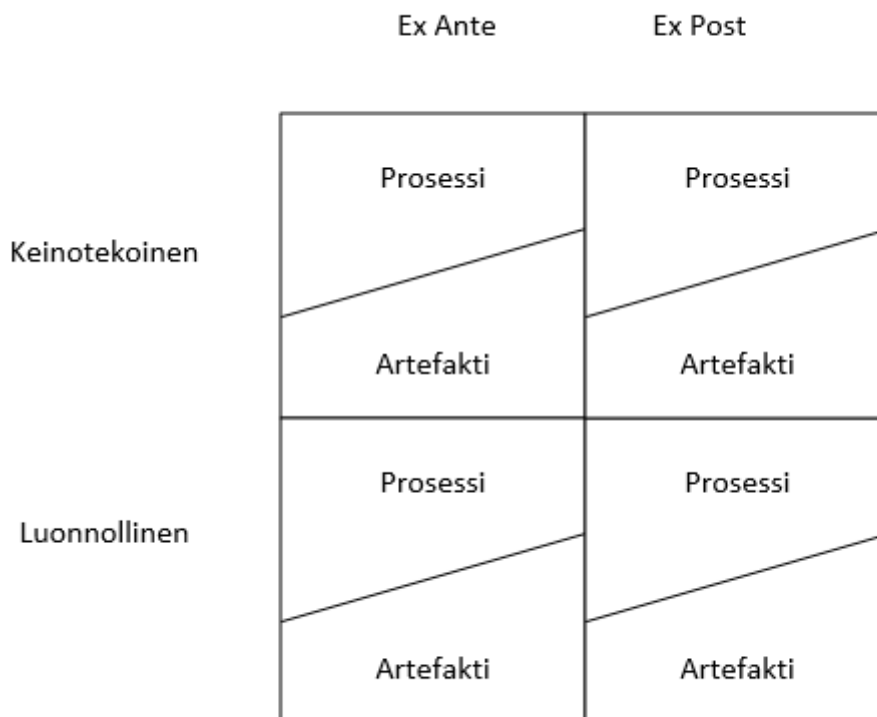 Ex Ante Ex Post
Prosessi Prosessi
Keinotekoinen
Artefakti Artefakti
Prosessi Prosessi
Luonnollinen
Artefakti Artefakti